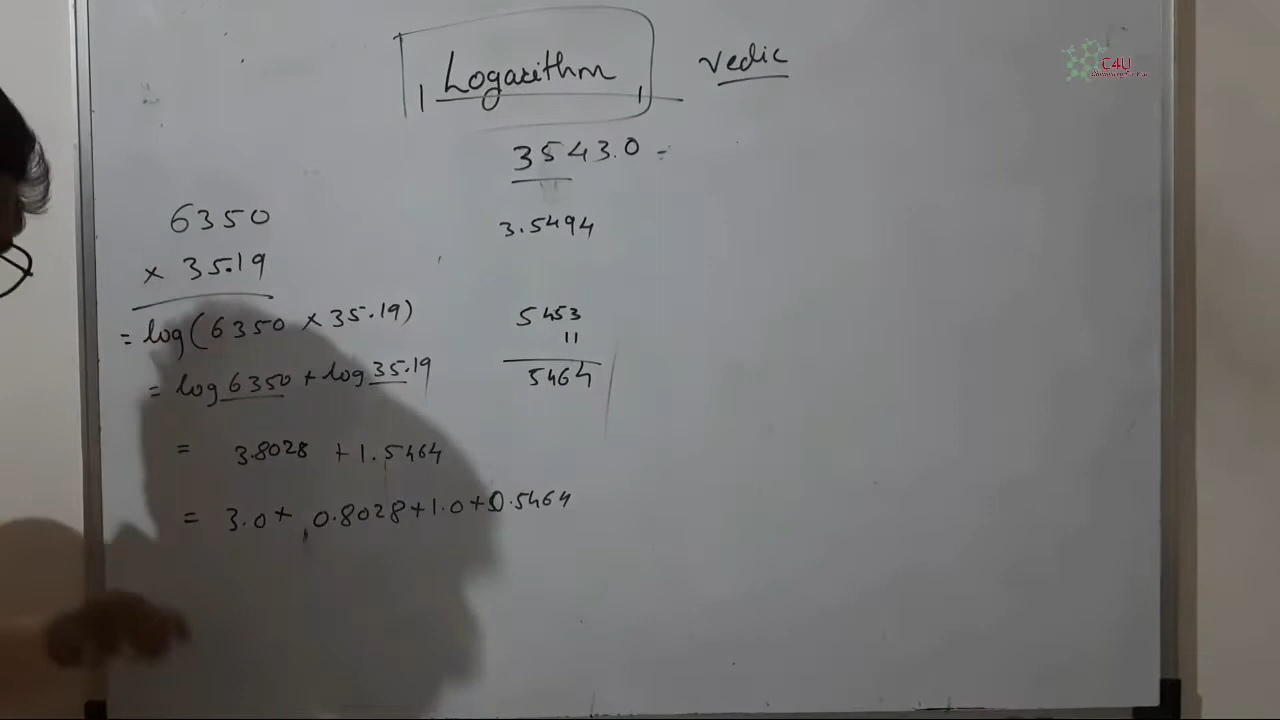 Logarithm vedic
C4U
3543.0 =
6350
× 35.19
3.5494
= log(6350 × 35.19)
= log 6350 + log 35.19
5453
11
5464
= 3.8028 + 1.5464
= 3.0 + 0.8028 + 1.0 + 0.5464